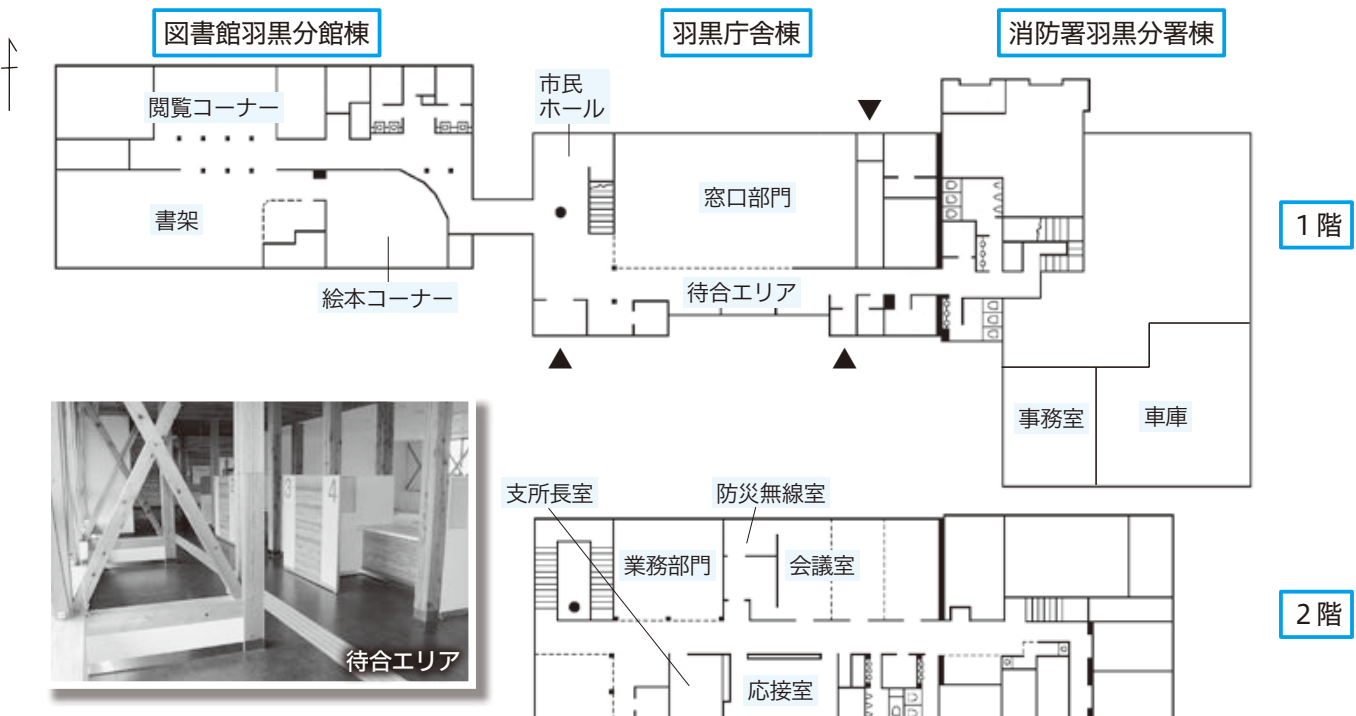 図書館羽黒分館棟
羽黒庁舎棟
消防署羽黒分署棟
閲覧コーナー
市民
ホール
窓口部門
書架
1階
絵本コーナー
待合エリア
事務室
車庫
支所長室
防災無線室
業務部門
会議室
2階
3
4
待合エリア
応接室